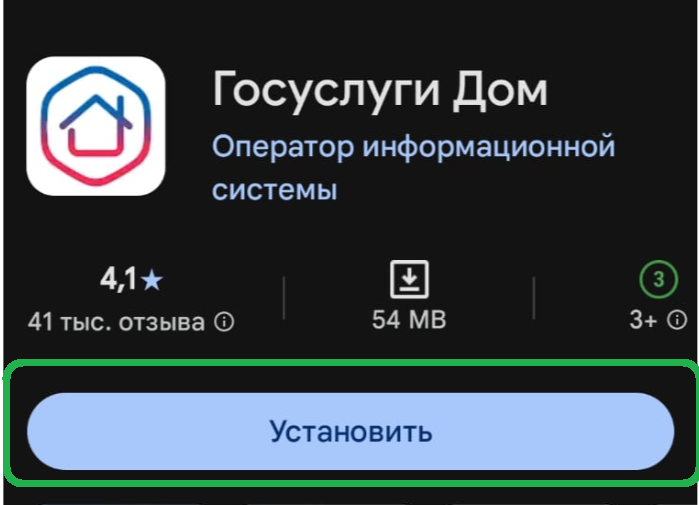 Госуслуги Дом
Оператор информационной
системы
4,1★
41 тыс. отзыва
54 MB
3
3+
Установить